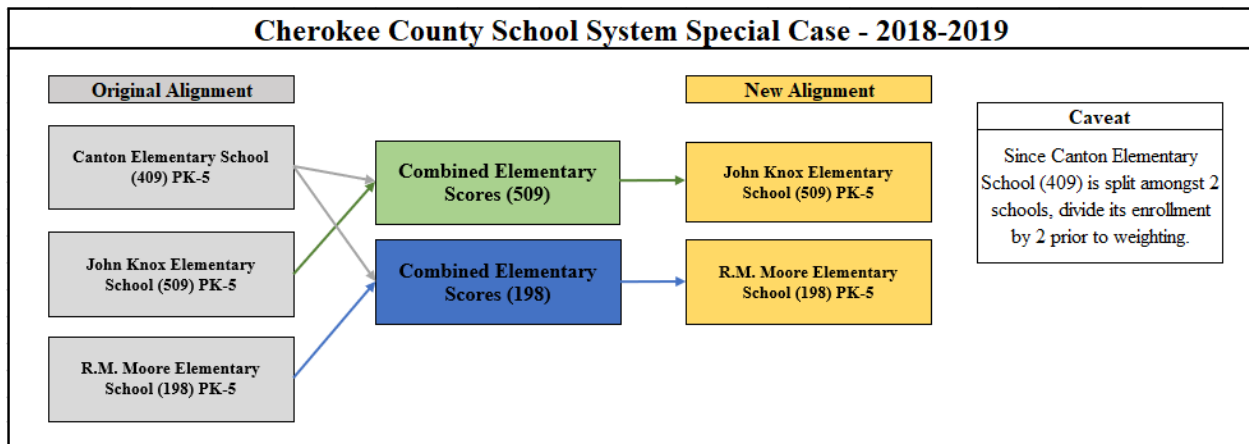 Cherokee County School System Special Case - 2018-2019
Original Alignment
Canton Elementary School
(409) PK-5
John Knox Elementary
School (509) PK-5
R.M. Moore Elementary
School (198) PK-5
Combined Elementary
Scores (509)
Combined Elementary
Scores (198)
New Alignment
John Knox Elementary
School (509) PK-5
R.M. Moore Elementary
School (198) PK-5
Caveat
Since Canton Elementary
School (409) is split amongst 2
schools, divide its enrollment
by 2 prior to weighting.